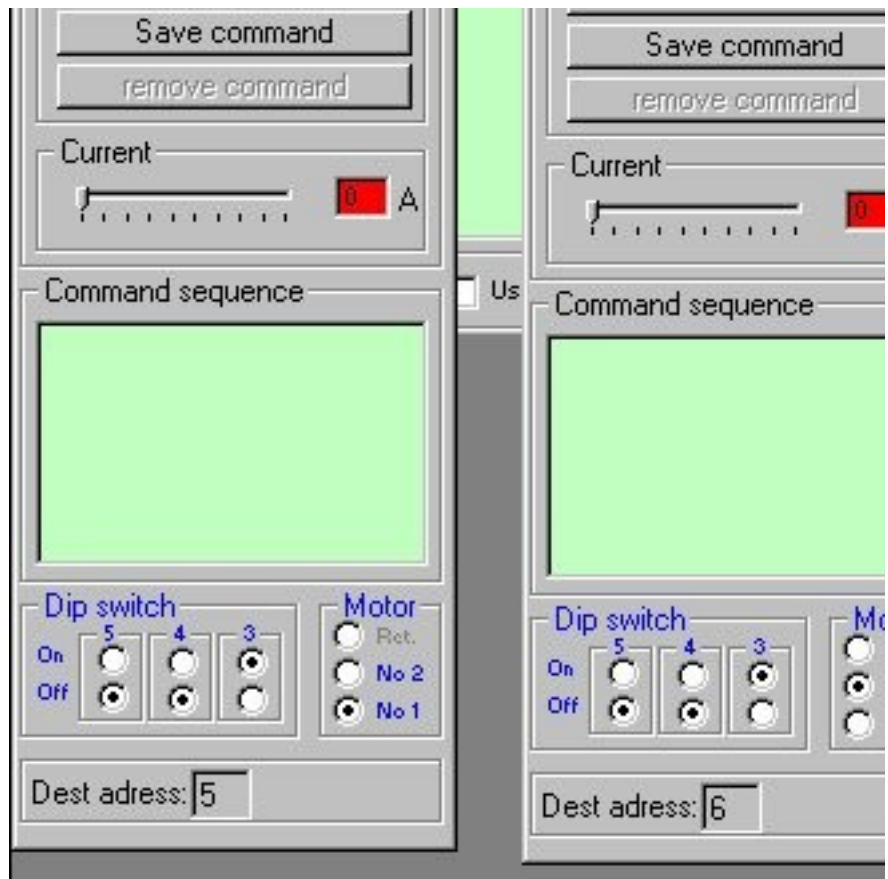 Save command
remove command
Current
0 A
Command sequence
Dip switch
5 4 3
On
Off
Motor
Ret.
No 2
No 1
Dest adress: 5
Us
Save command
remove command
Current
0
Command sequence
Dip switch
5 4 3
On
Off
Mo
Dest adress: 6